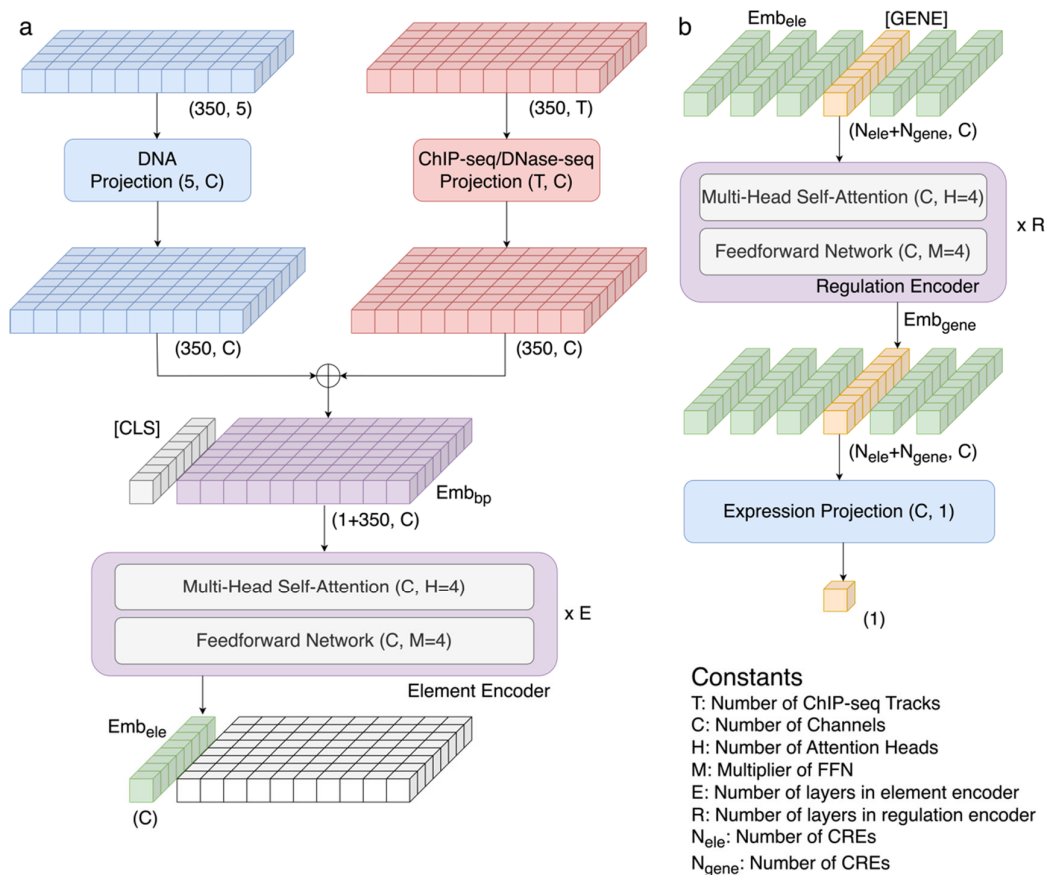 a
(350, 5)
(350, T)
DNA
Projection (5, C)
ChIP-seq/DNase-seq
Projection (T, C)
(350, C)
(350, C)
[CLS]
Emb_bp
(1+350, C)
Multi-Head Self-Attention (C, H=4)
Feedforward Network (C, M=4)
x E
Element Encoder
Emb_ele
(C)
b
Emb_ele
[GENE]
(N_ele+N_gene, C)
Multi-Head Self-Attention (C, H=4)
Feedforward Network (C, M=4)
x R
Regulation Encoder
Emb_gene
(N_ele+N_gene, C)
Expression Projection (C, 1)
(1)
Constants
T: Number of ChIP-seq Tracks
C: Number of Channels
H: Number of Attention Heads
M: Multiplier of FFN
E: Number of layers in element encoder
R: Number of layers in regulation encoder
N_ele: Number of CREs
N_gene: Number of CREs